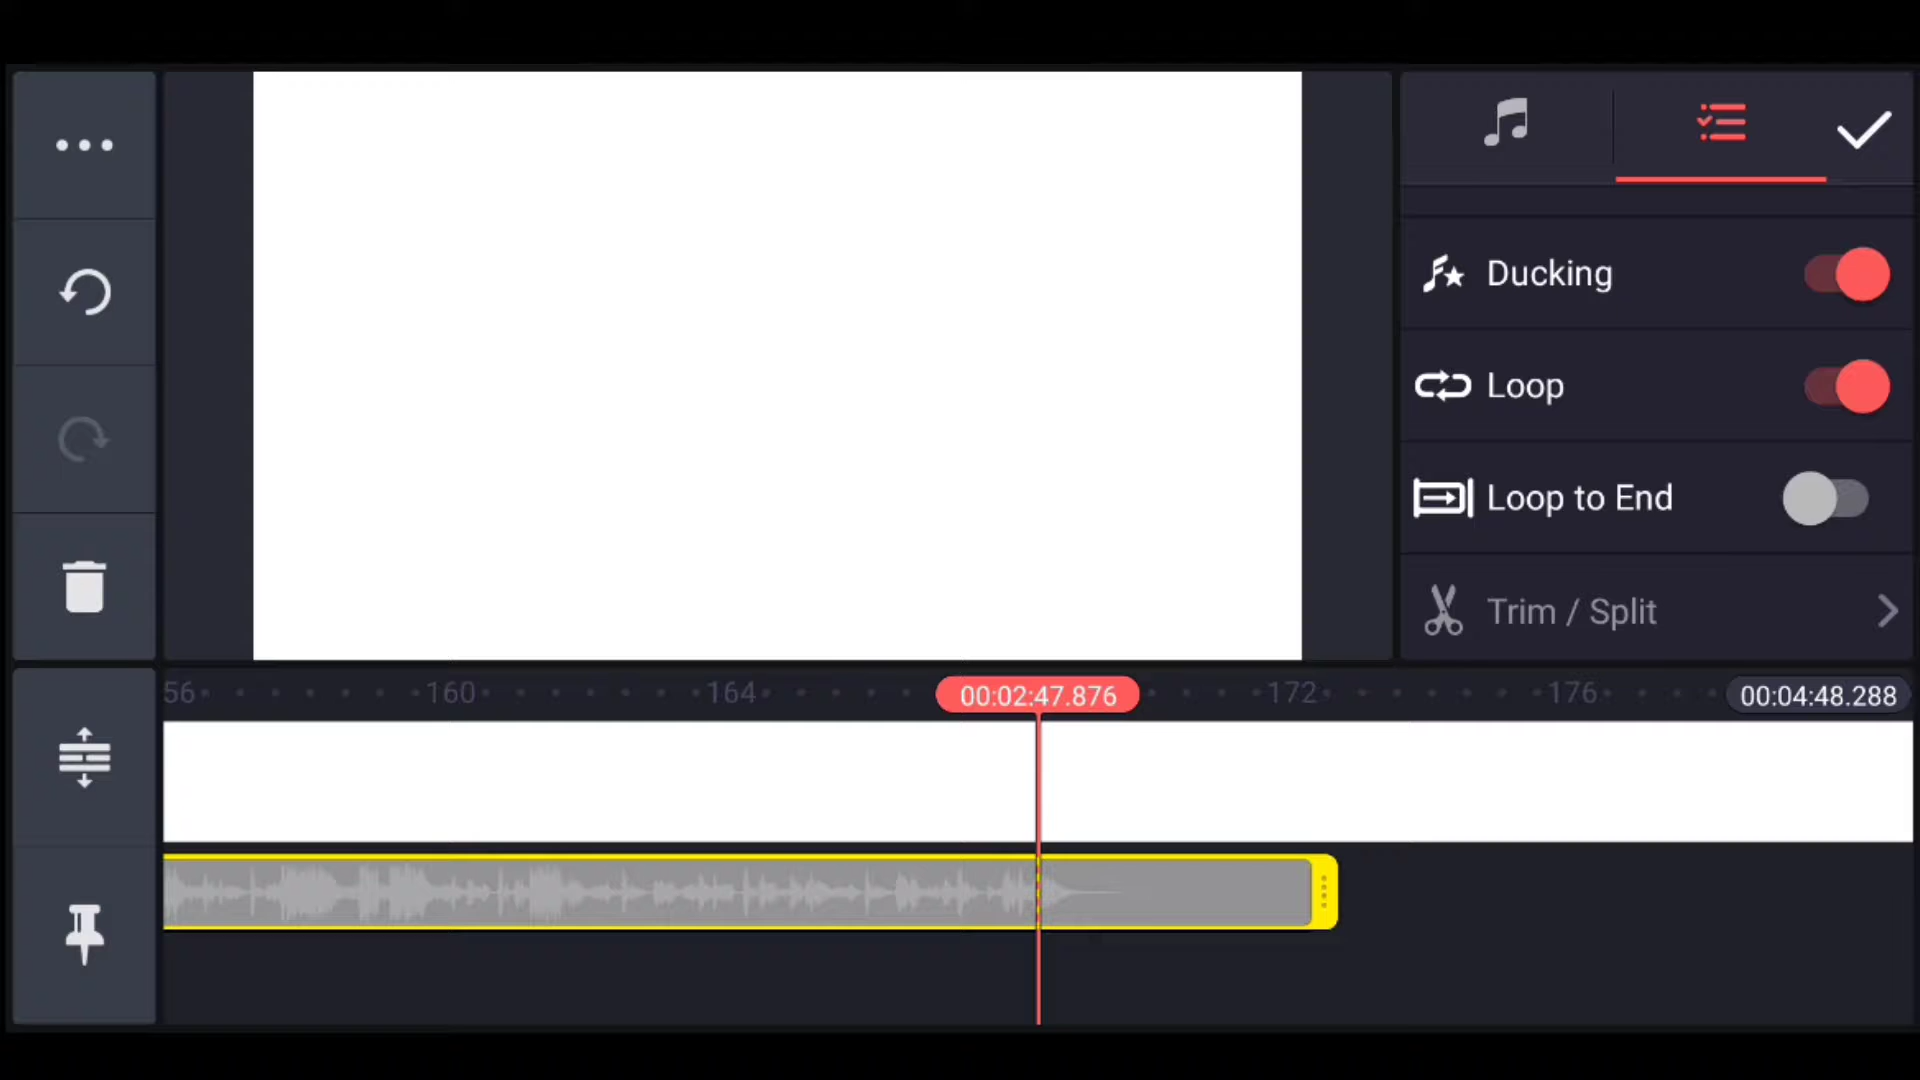 Ducking
Loop
Loop to End
Trim / Split
56 160 164 00:02:47.876 172 176 00:04:48.288